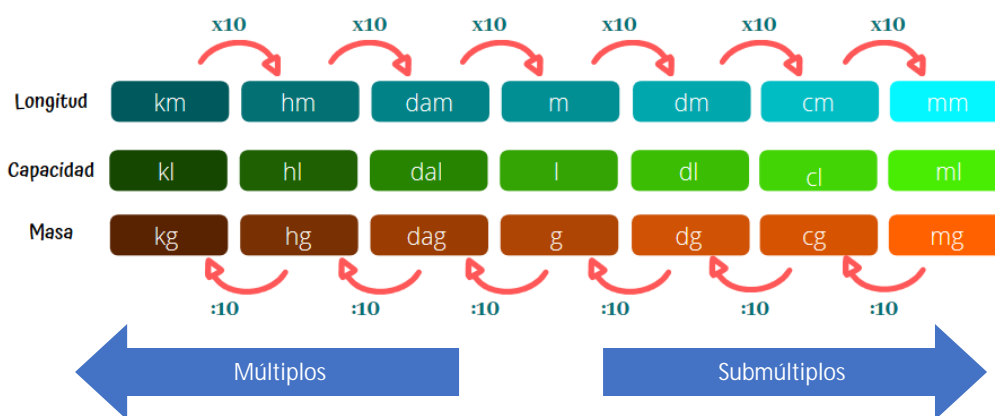 x10 x10 x10 x10 x10 x10
Longitud km hm dam m dm cm mm
Capacidad kl hl dal l dl cl ml
Masa kg hg dag g dg cg mg
:10 :10 :10 :10 :10 :10
Múltiplos Submúltiplos